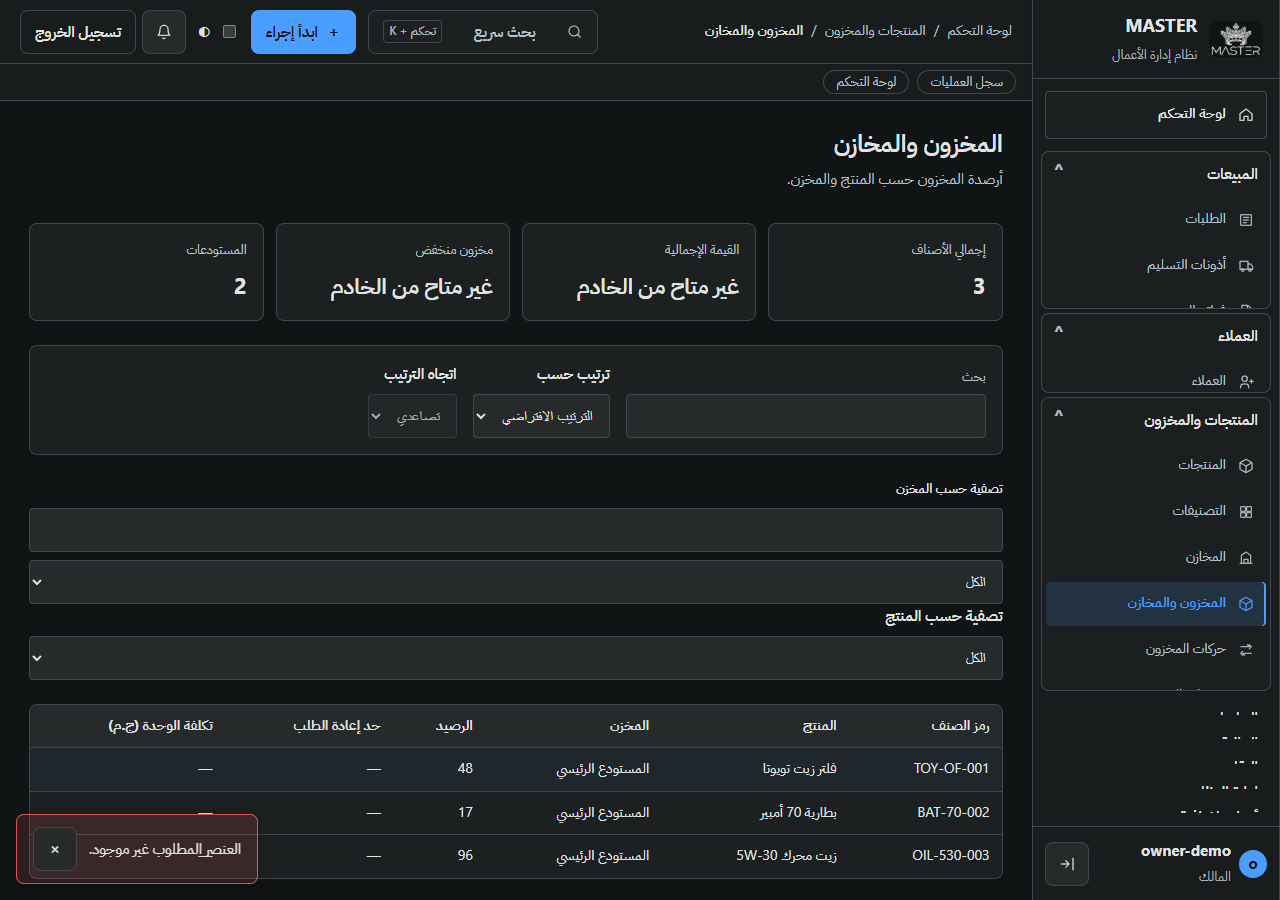 MASTER
نظام إدارة الأعمال
MASTER
لوحة التحكم
المبيعات
^
الطلبات
أذونات التسليم
العملاء
^
العملاء
المنتجات والمخزون
^
المنتجات
التصنيفات
المخازن
المخزون والمخازن
حركات المخزون
owner-demo
المالك
o
لوحة التحكم / المنتجات والمخزون / المخزون والمخازن
بحث سريع
تحكم + K
+ ابدأ إجراء
تسجيل الخروج
سجل العمليات
لوحة التحكم
المخزون والمخازن
أرصدة المخزون حسب المنتج والمخزن.
إجمالي الأصناف
3
القيمة الإجمالية
غير متاح من الخادم
مخزون منخفض
غير متاح من الخادم
المستودعات
2
بحث
ترتيب حسب
الترتيب الافتراضي
اتجاه الترتيب
تصاعدي
تصفية حسب المخزن
الكل
تصفية حسب المنتج
الكل
رمز الصنف المنتج المخزن الرصيد حد إعادة الطلب تكلفة الوحدة (ج.م)
TOY-OF-001 فلتر زيت تويوتا المستودع الرئيسي 48 — —
BAT-70-002 بطارية 70 أمبير المستودع الرئيسي 17 — —
OIL-530-003 زيت محرك 5W-30 المستودع الرئيسي 96 —
العنصر المطلوب غير موجود.
×